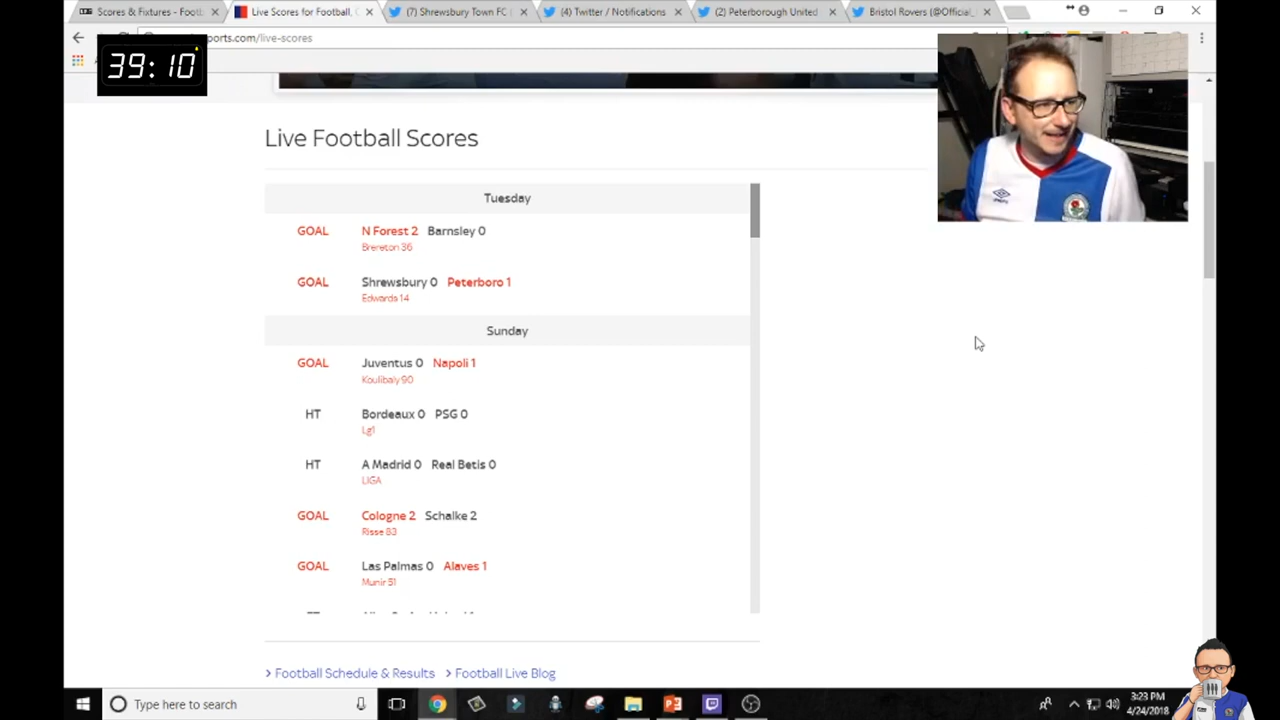 Scores & Fixtures - Footb
Live Scores for Football, C
(7) Shrewsbury Town FC
(4) Twitter / Notifications
(2) Peterborough United
Bristol Rovers (@Official_
39:10
ports.com/live-scores
Live Football Scores
Tuesday
GOAL N Forest 2 Barnsley 0
Brereton 36
GOAL Shrewsbury 0 Peterboro 1
Edwards 14
Sunday
GOAL Juventus 0 Napoli 1
Koulibaly 90
HT Bordeaux 0 PSG 0
Lg1
HT A Madrid 0 Real Betis 0
LIGA
GOAL Cologne 2 Schalke 2
Risse 83
GOAL Las Palmas 0 Alaves 1
Munir 51
> Football Schedule & Results > Football Live Blog
Type here to search
3:23 PM
4/24/2018